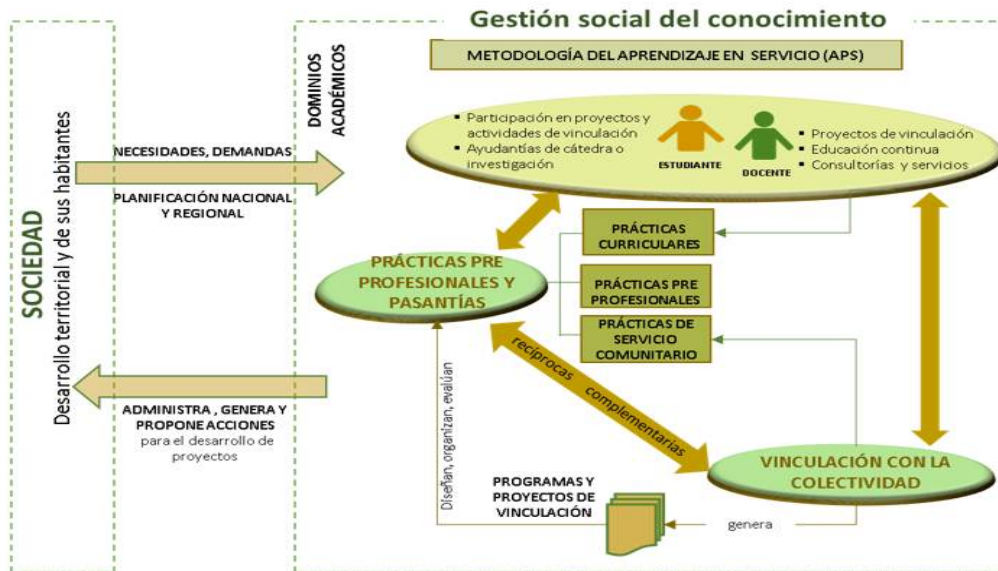 Gestión social del conocimiento
METODOLOGÍA DEL APRENDIZAJE EN SERVICIO (APS)
DOMINIOS
ACADÉMICOS
SOCIEDAD
Desarrollo territorial y de sus habitantes
NECESIDADES, DEMANDAS
PLANIFICACIÓN NACIONAL
Y REGIONAL
▪ Participación en proyectos y
actividades de vinculación
▪ Ayudantías de cátedra o
investigación
ESTUDIANTE
DOCENTE
▪ Proyectos de vinculación
▪ Educación continua
▪ Consultorías y servicios
PRÁCTICAS
CURRICULARES
PRÁCTICAS PRE
PROFESIONALES Y
PASANTÍAS
PRÁCTICAS PRE
PROFESIONALES
PRÁCTICAS DE
SERVICIO
COMUNITARIO
recíprocas complementarias
ADMINISTRA , GENERA Y
PROPONE ACCIONES
para el desarrollo de
proyectos
Diseñan, organizan, evalúan
VINCULACIÓN CON LA
COLECTIVIDAD
PROGRAMAS Y
PROYECTOS DE
VINCULACIÓN
genera